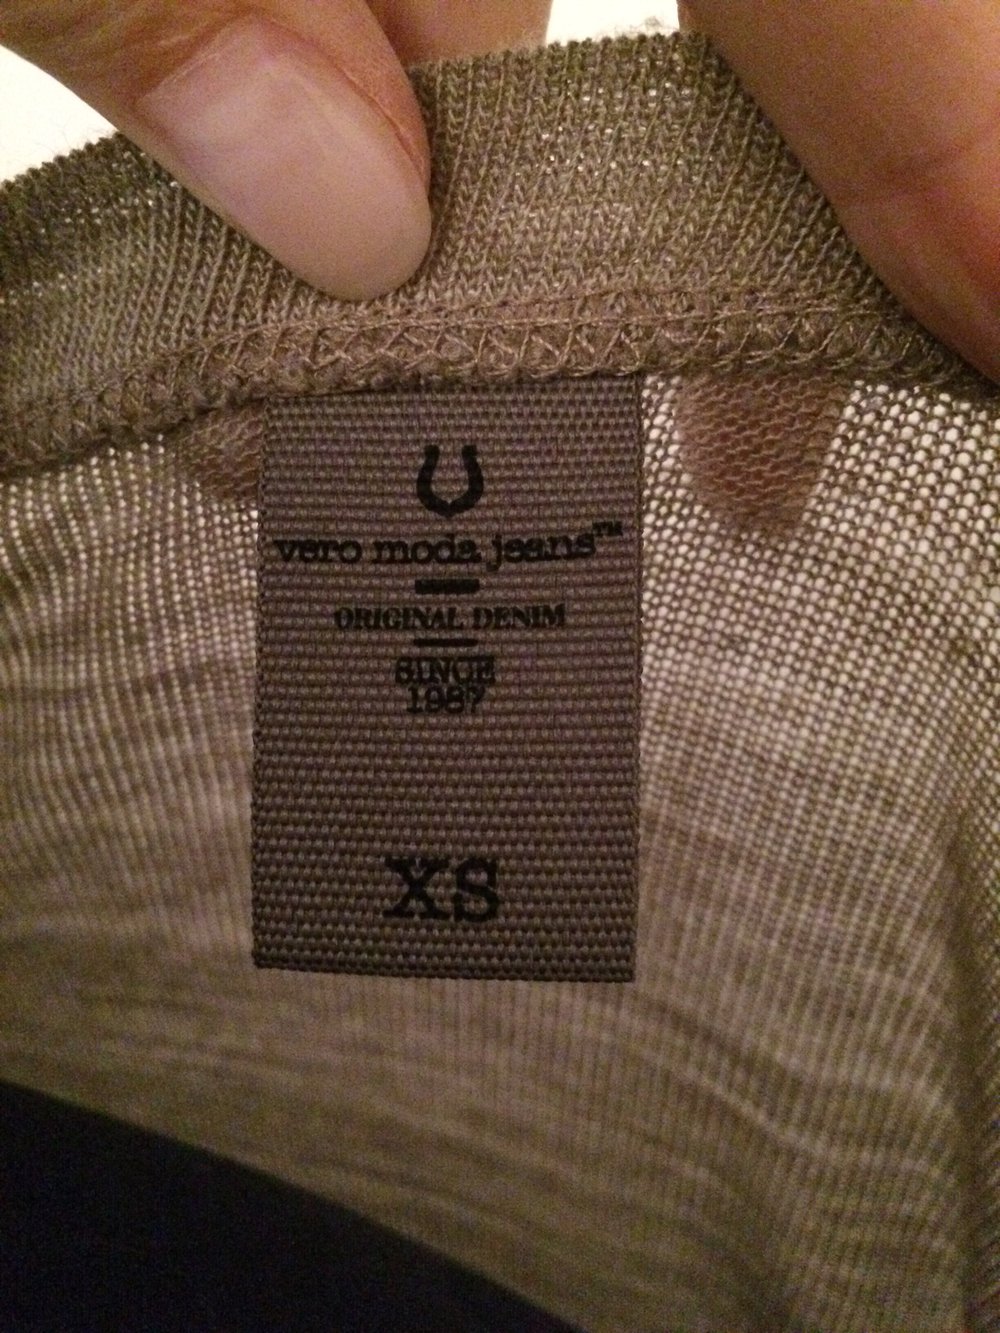 vero moda jeans™
ORIGINAL DENIM
SINCE
1987
XS